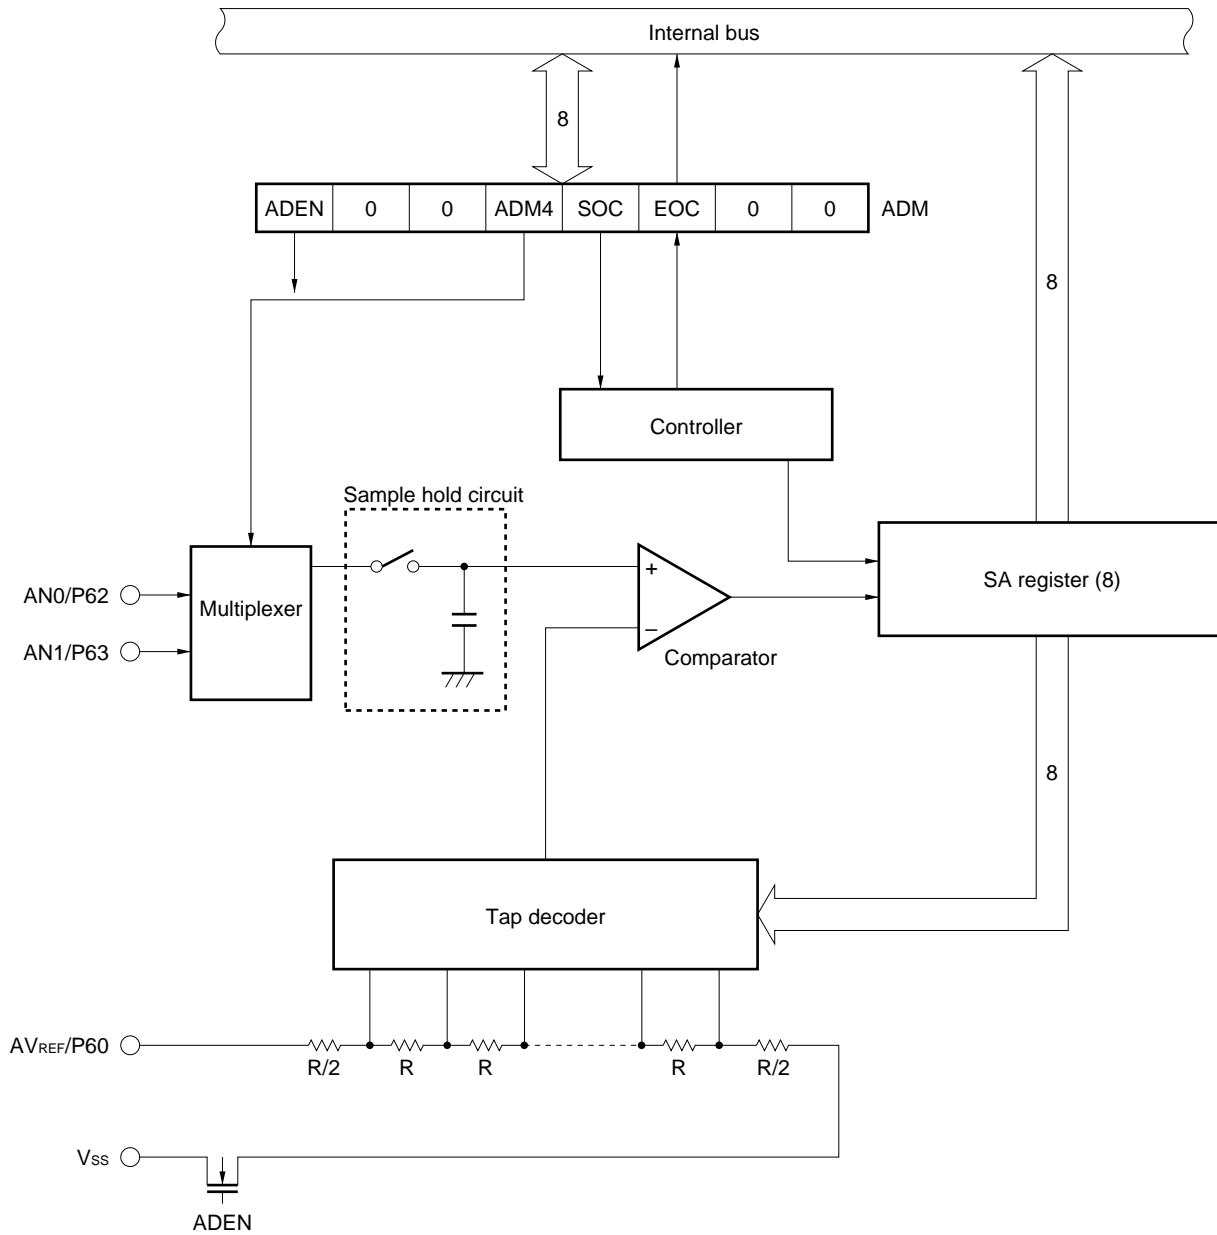 Internal bus
8
ADEN 0 0 ADM4 SOC EOC 0 0 ADM
8
Controller
Sample hold circuit
SA register (8)
AN0/P62
Multiplexer
+
AN1/P63
–
Comparator
8
Tap decoder
AVREF/P60
R/2 R R R R/2
VSS
ADEN